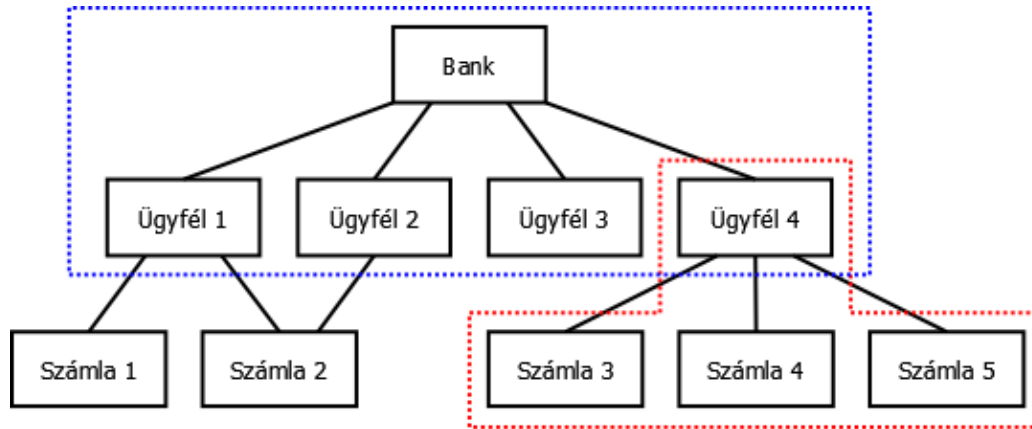 Bank
Ügyfél 1
Ügyfél 2
Ügyfél 3
Ügyfél 4
Számla 1
Számla 2
Számla 3
Számla 4
Számla 5